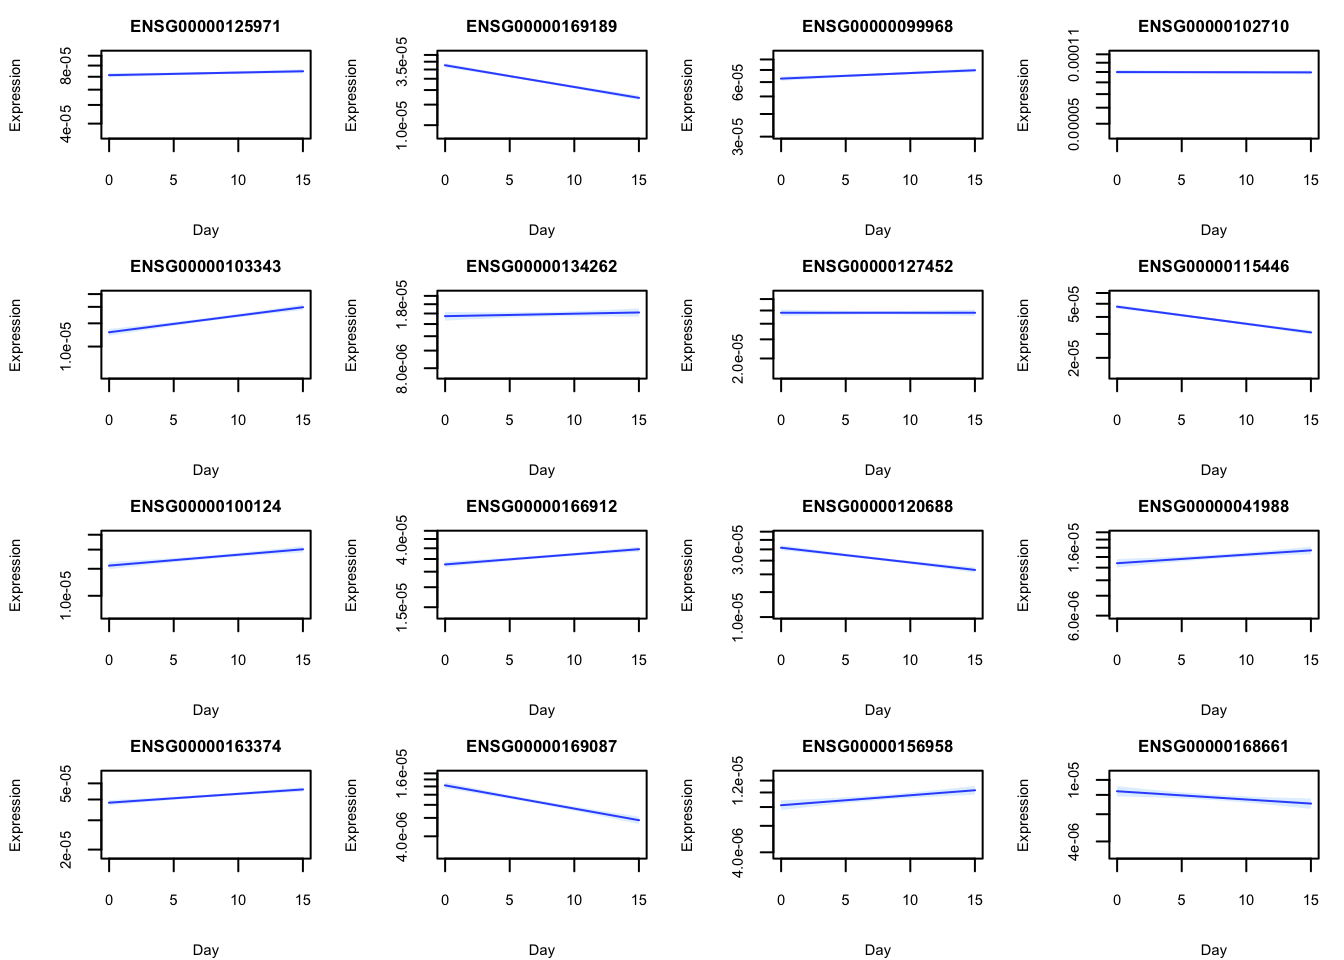 ENSG00000125971
Expression
4e-05 8e-05
0 5 10 15
Day
ENSG00000169189
Expression
1.0e-05 3.5e-05
0 5 10 15
Day
ENSG00000099968
Expression
3e-05 6e-05
0 5 10 15
Day
ENSG00000102710
Expression
0.00005 0.00011
0 5 10 15
Day
ENSG00000103343
Expression
1.0e-05
0 5 10 15
Day
ENSG00000134262
Expression
8.0e-06 1.8e-05
0 5 10 15
Day
ENSG00000127452
Expression
2.0e-05
0 5 10 15
Day
ENSG00000115446
Expression
2e-05 5e-05
0 5 10 15
Day
ENSG00000100124
Expression
1.0e-05
0 5 10 15
Day
ENSG00000166912
Expression
1.5e-05 4.0e-05
0 5 10 15
Day
ENSG00000120688
Expression
1.0e-05 3.0e-05
0 5 10 15
Day
ENSG00000041988
Expression
6.0e-06 1.6e-05
0 5 10 15
Day
ENSG00000163374
Expression
2e-05 5e-05
0 5 10 15
Day
ENSG00000169087
Expression
4.0e-06 1.6e-05
0 5 10 15
Day
ENSG00000156958
Expression
4.0e-06 1.2e-05
0 5 10 15
Day
ENSG00000168661
Expression
4e-06 1e-05
0 5 10 15
Day